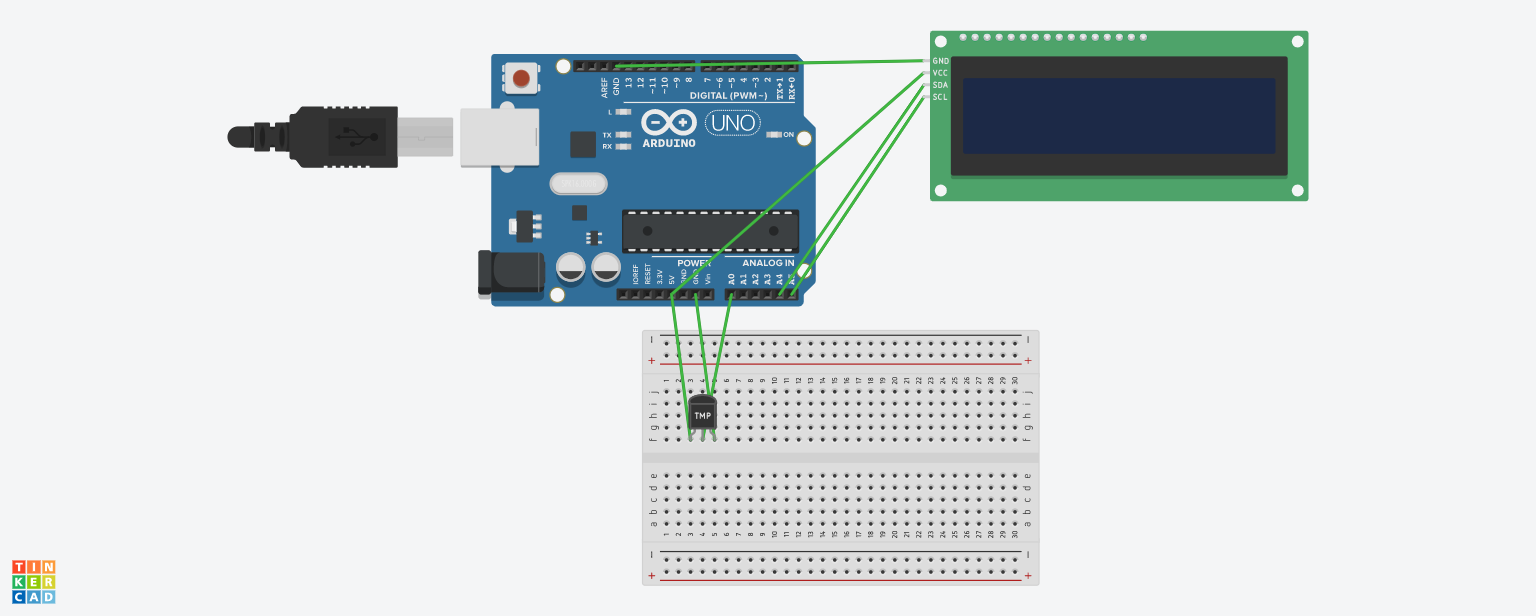 GND
VCC
SDA
SCL
AREF
GND
13
12
~11
~10
~9
8
7
~6
~5
4
~3
2
TX→1
RX←0
DIGITAL (PWM~)
L
TX
RX
UNO
ARDUINO
ON
POWER
ANALOG IN
IOREF
RESET
3.3V
5V
GND
GND
Vin
A0
A1
A2
A3
A4
A5
TMP
1 2 3 4 5 6 7 8 9 10 11 12 13 14 15 16 17 18 19 20 21 22 23 24 25 26 27 28 29 30
j j
i i
h h
g g
f f
e e
d d
c c
b b
a a
1 2 3 4 5 6 7 8 9 10 11 12 13 14 15 16 17 18 19 20 21 22 23 24 25 26 27 28 29 30
TIN
KER
CAD